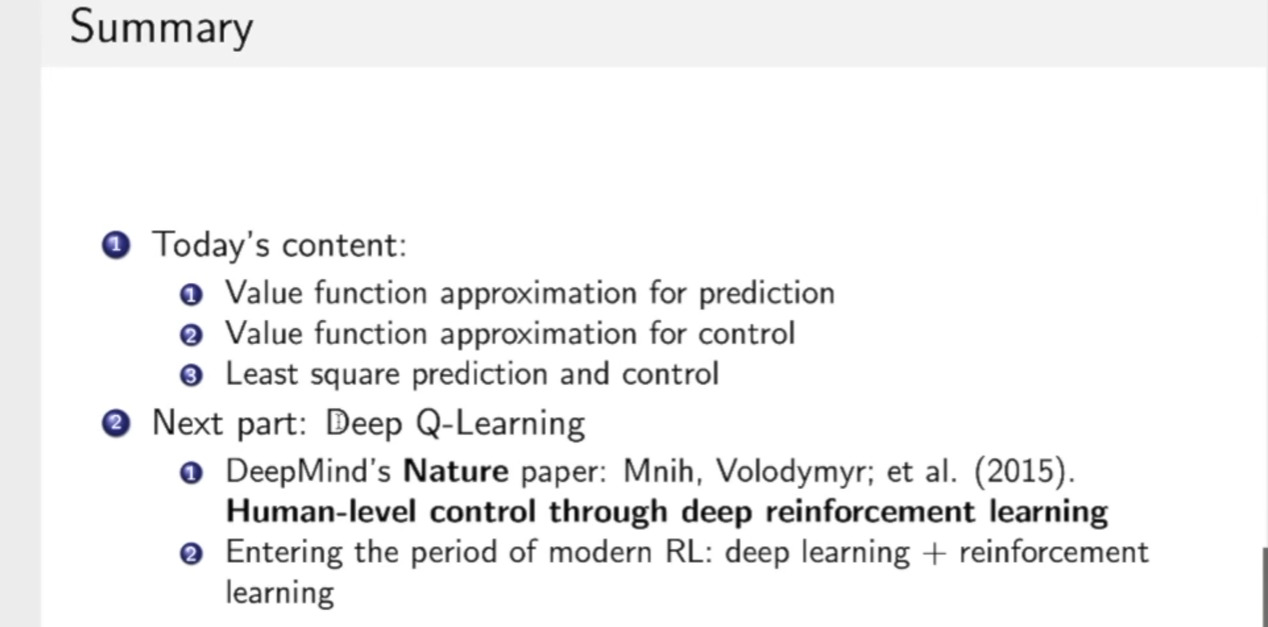 Summary
1 Today's content:
1 Value function approximation for prediction
2 Value function approximation for control
3 Least square prediction and control
2 Next part: Deep Q-Learning
1 DeepMind's Nature paper: Mnih, Volodymyr; et al. (2015).
Human-level control through deep reinforcement learning
2 Entering the period of modern RL: deep learning + reinforcement
learning